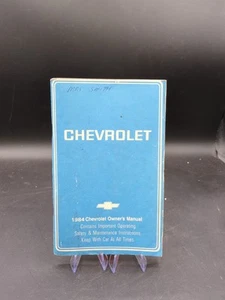 CHEVROLET
1984 Chevrolet Owner's Manual
Contains Important Operating,
Safety & Maintenance Instructions.
Keep With Car At All Times.